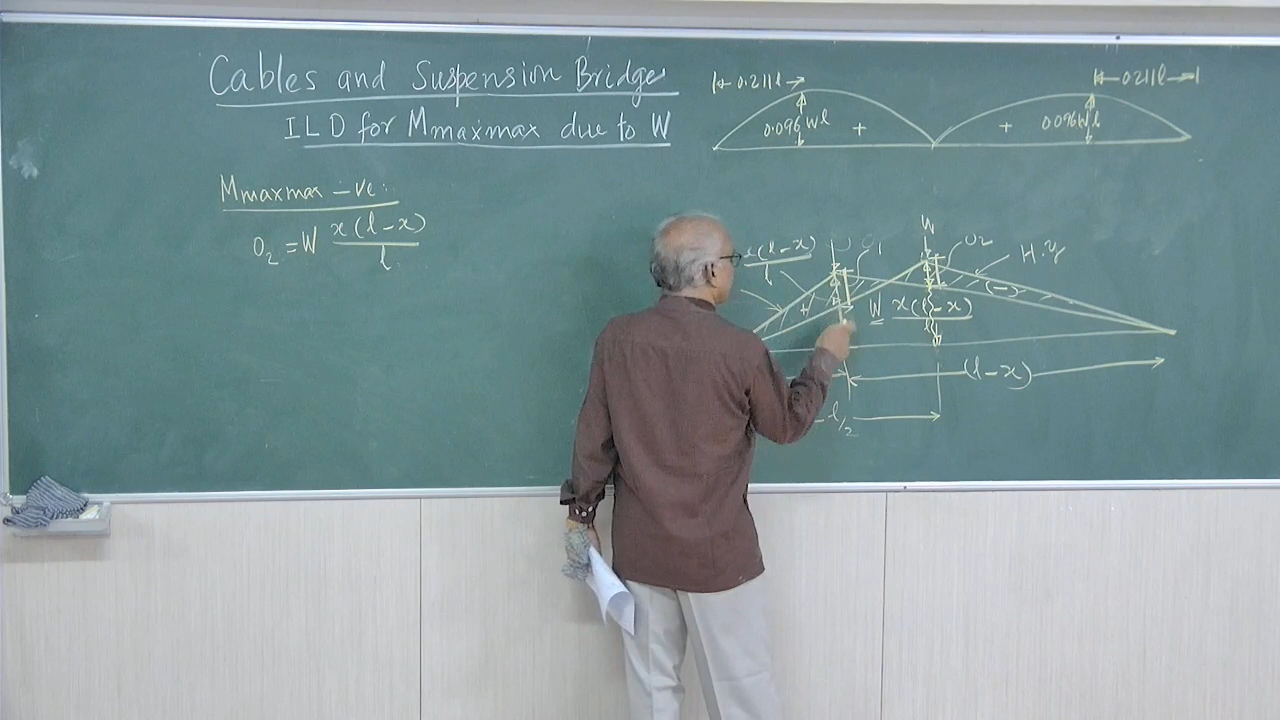 Cables and Suspension Bridge
ILD for Mmaxmax due to W
Mmaxmax -ve:
O2 = W x(l-x)/l
0.211l
0.211l
0.096Wl
+
+
0.096Wl
W
x(l-x)/l
O1
O2
H.y
+
(-)
W x(l-x)/l
(l-x)
l/2